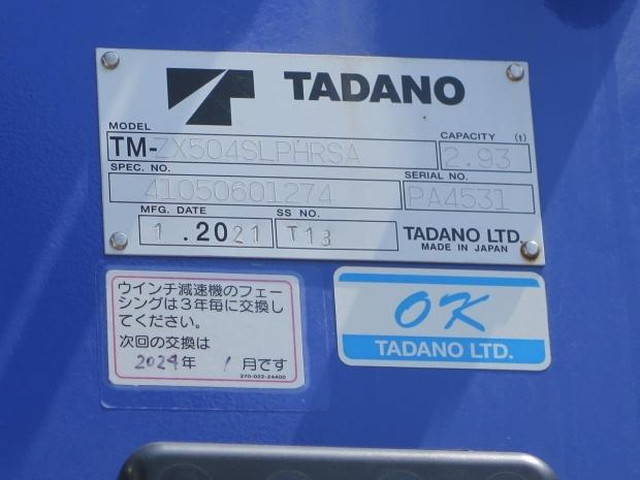 TADANO
MODEL
TM-ZX504SLPHRSA
CAPACITY (t)
2.93
SPEC. NO.
41050601274
SERIAL NO.
PA4531
MFG. DATE
1 .2021
SS NO.
T13
TADANO LTD.
MADE IN JAPAN
ウインチ減速機のフェー
シングは3年毎に交換し
てください。
次回の交換は
2024年 1月です
270-022-24400
OK
TADANO LTD.